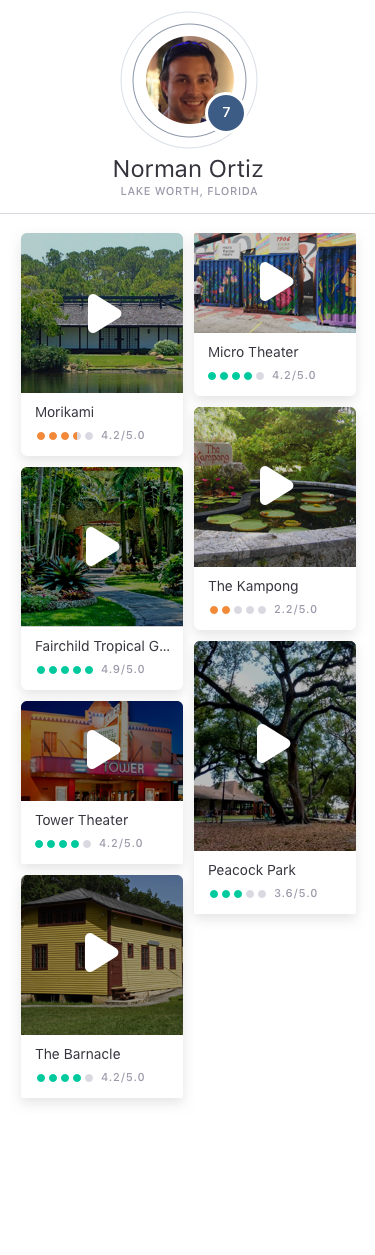 7
Norman Ortiz
LAKE WORTH, FLORIDA
Morikami
4.2/5.0
1906
Micro Theater
4.2/5.0
The
Kampong
The Kampong
2.2/5.0
Fairchild Tropical G...
4.9/5.0
TOWER
Tower Theater
4.2/5.0
Peacock Park
3.6/5.0
The Barnacle
4.2/5.0